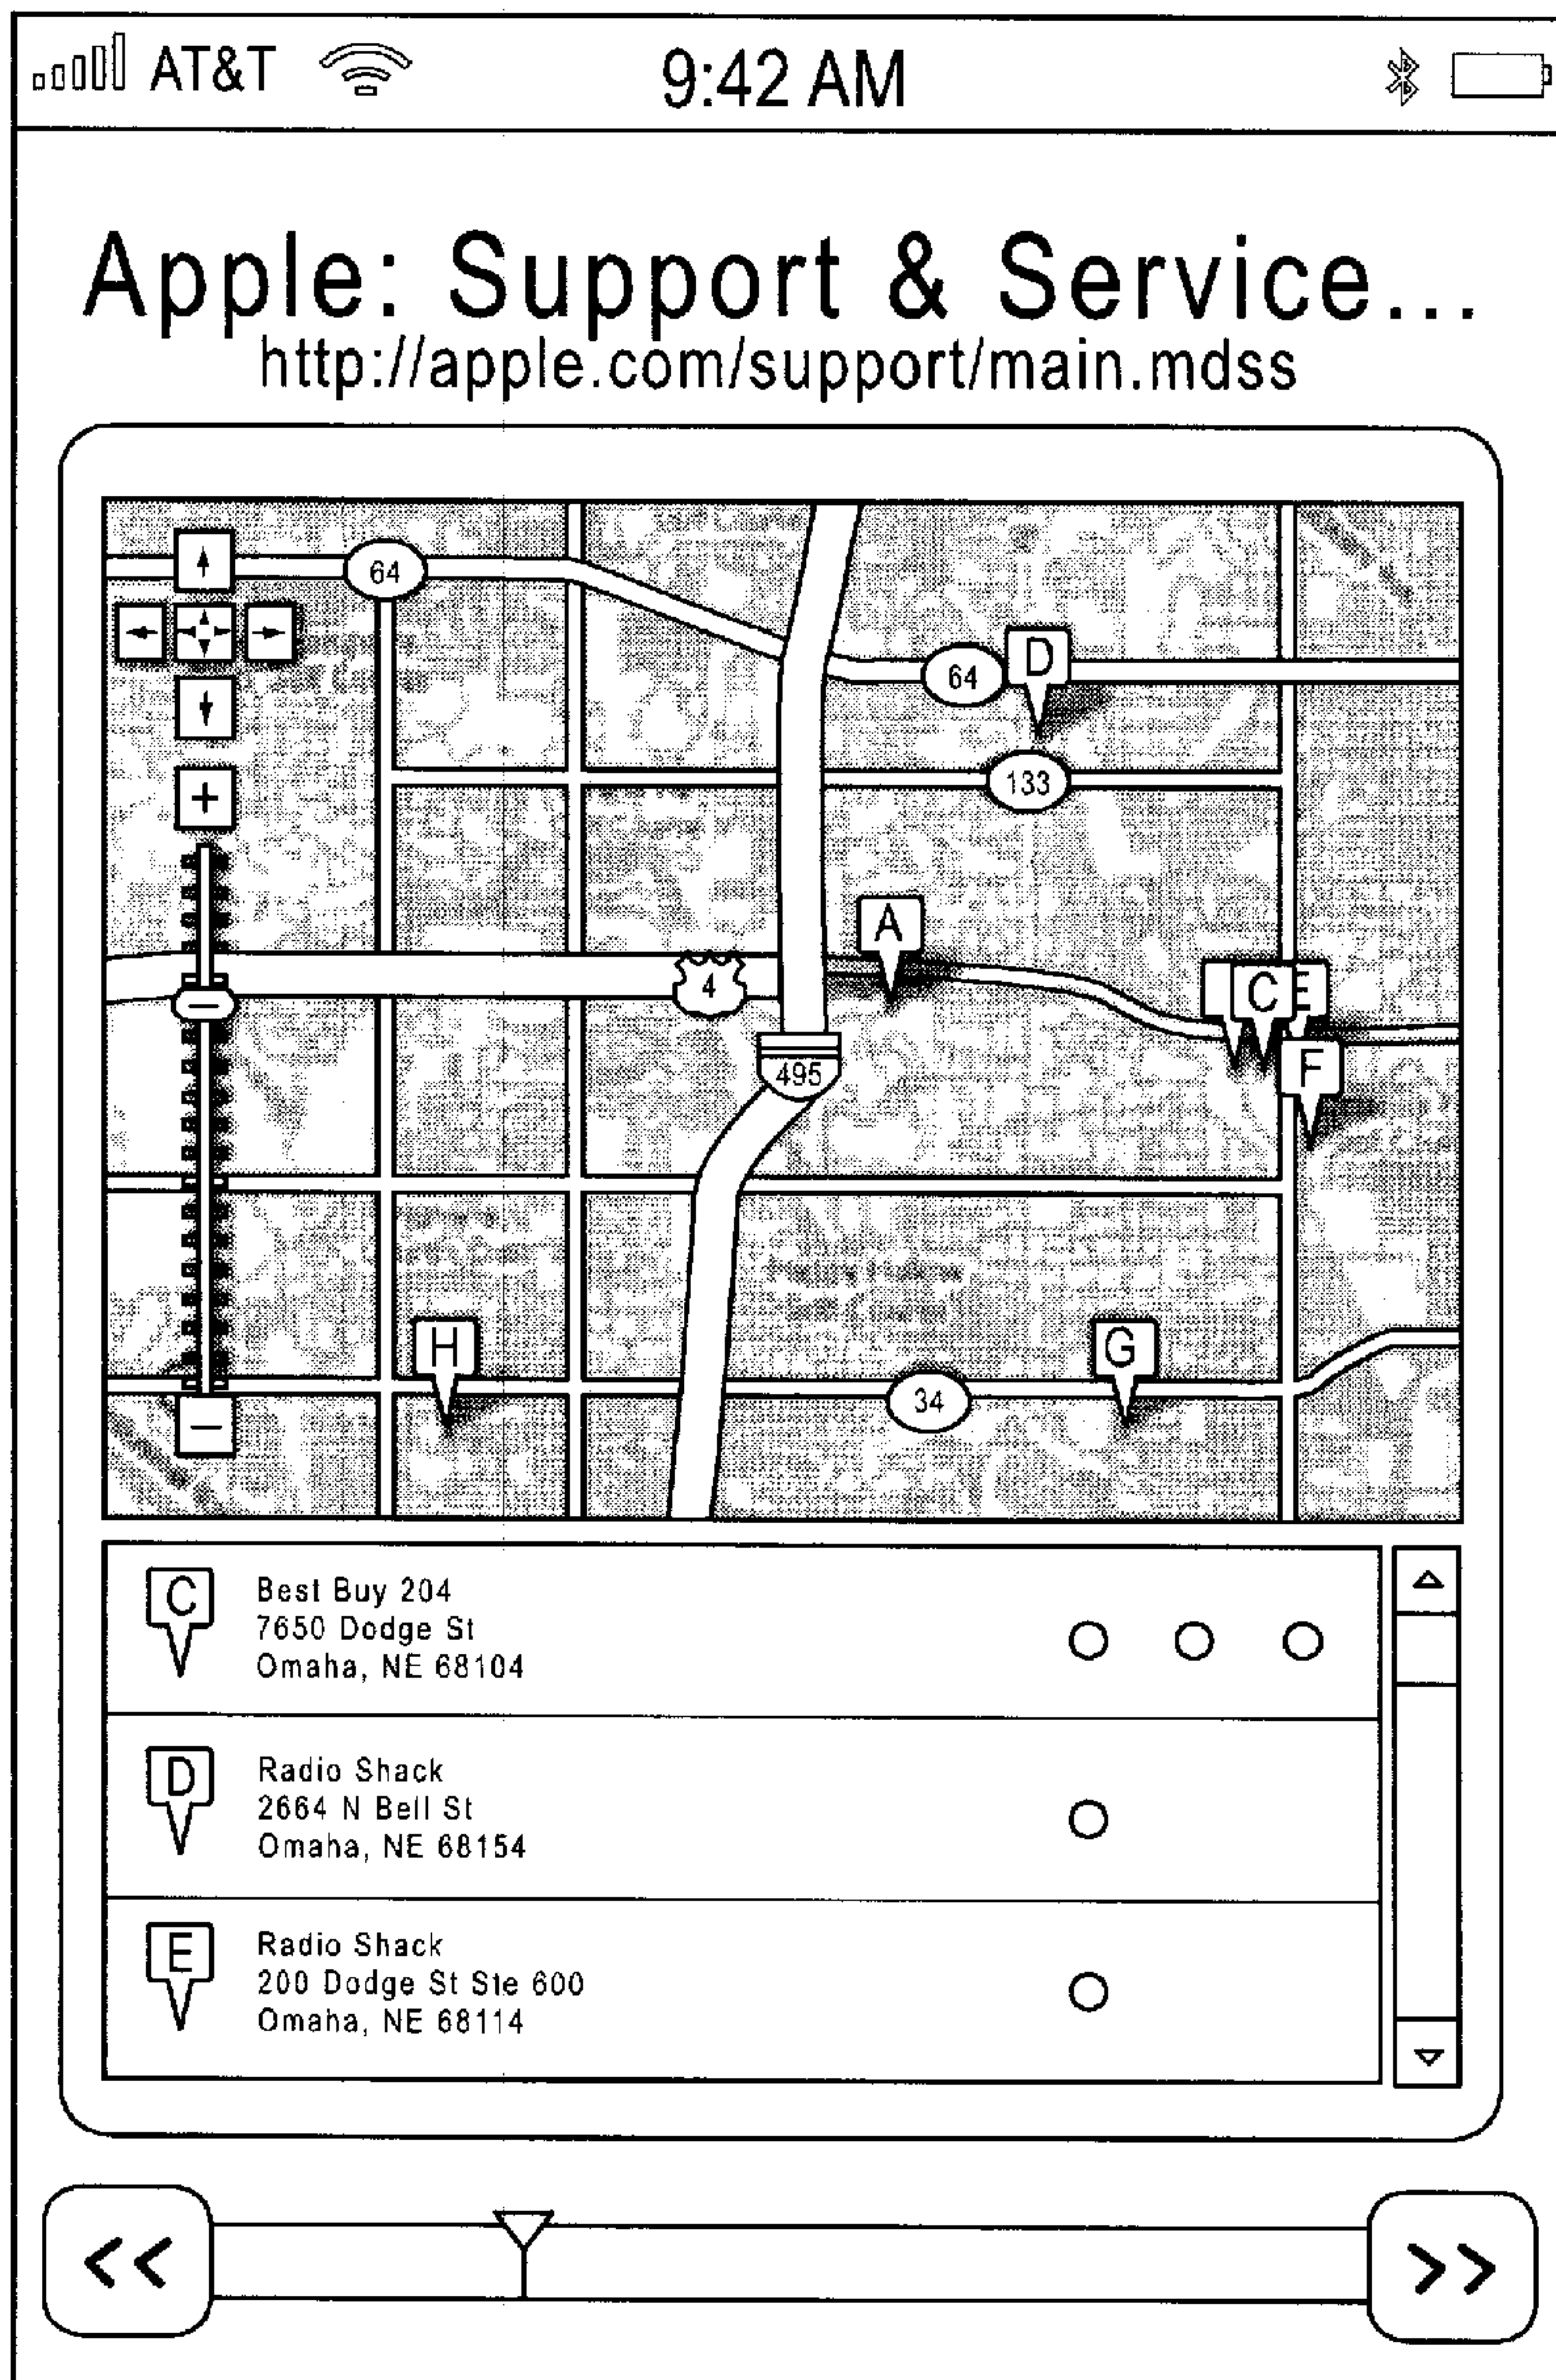 AT&T 9:42 AM
Apple: Support & Service...
http://apple.com/support/main.mdss
64
64
D
133
A
4
C E
495
F
H
G
34
C
Best Buy 204
7650 Dodge St
Omaha, NE 68104
D
Radio Shack
2664 N Bell St
Omaha, NE 68154
E
Radio Shack
200 Dodge St Ste 600
Omaha, NE 68114
<< >>